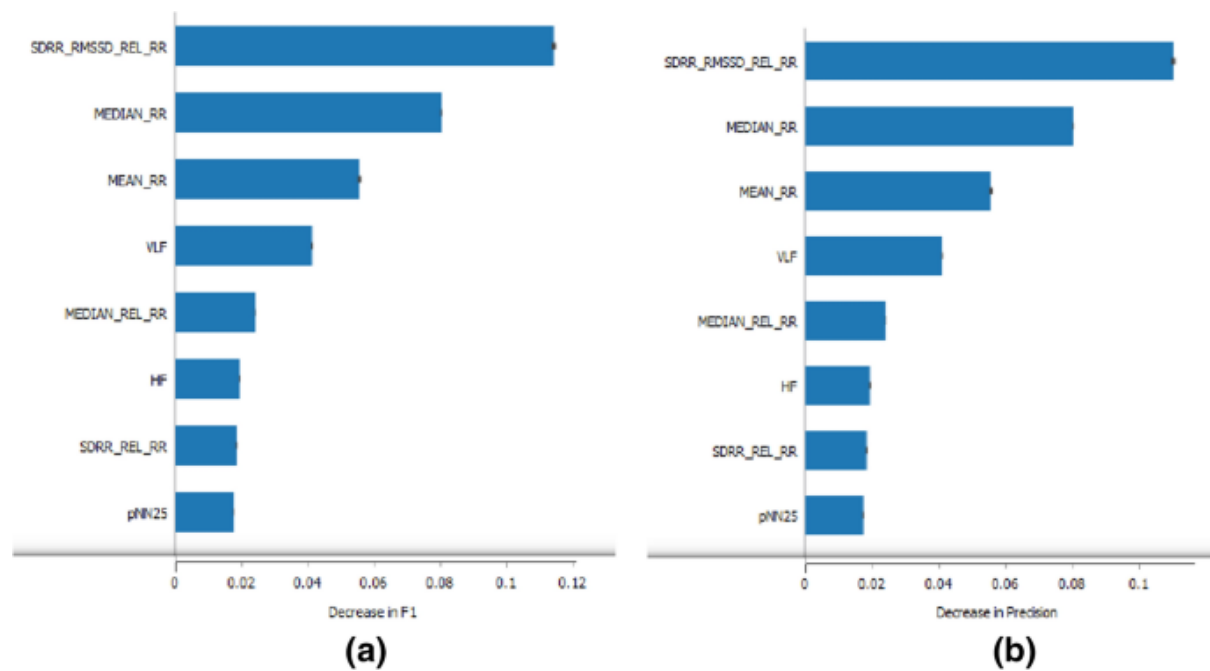 SDRR_RMSSD_REL_RR
MEDIAN_RR
MEAN_RR
VLF
MEDIAN_REL_RR
HF
SDRR_REL_RR
pNN25
0 0.02 0.04 0.06 0.08 0.1 0.12
Decrease in F1
(a)
SDRR_RMSSD_REL_RR
MEDIAN_RR
MEAN_RR
VLF
MEDIAN_REL_RR
HF
SDRR_REL_RR
pNN25
0 0.02 0.04 0.06 0.08 0.1
Decrease in Precision
(b)